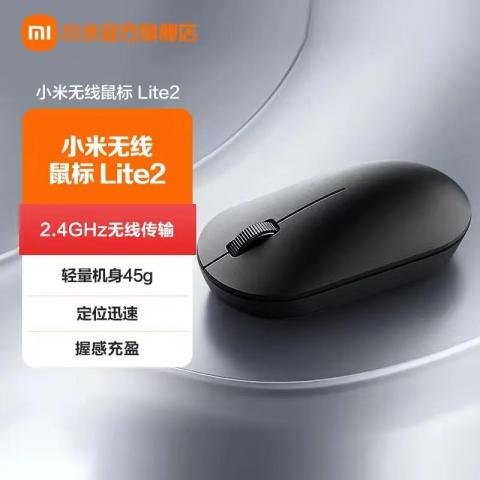 小米官方旗舰店
小米无线鼠标 Lite2
小米无线
鼠标 Lite2
2.4GHz无线传输
轻量机身45g
定位迅速
握感充盈